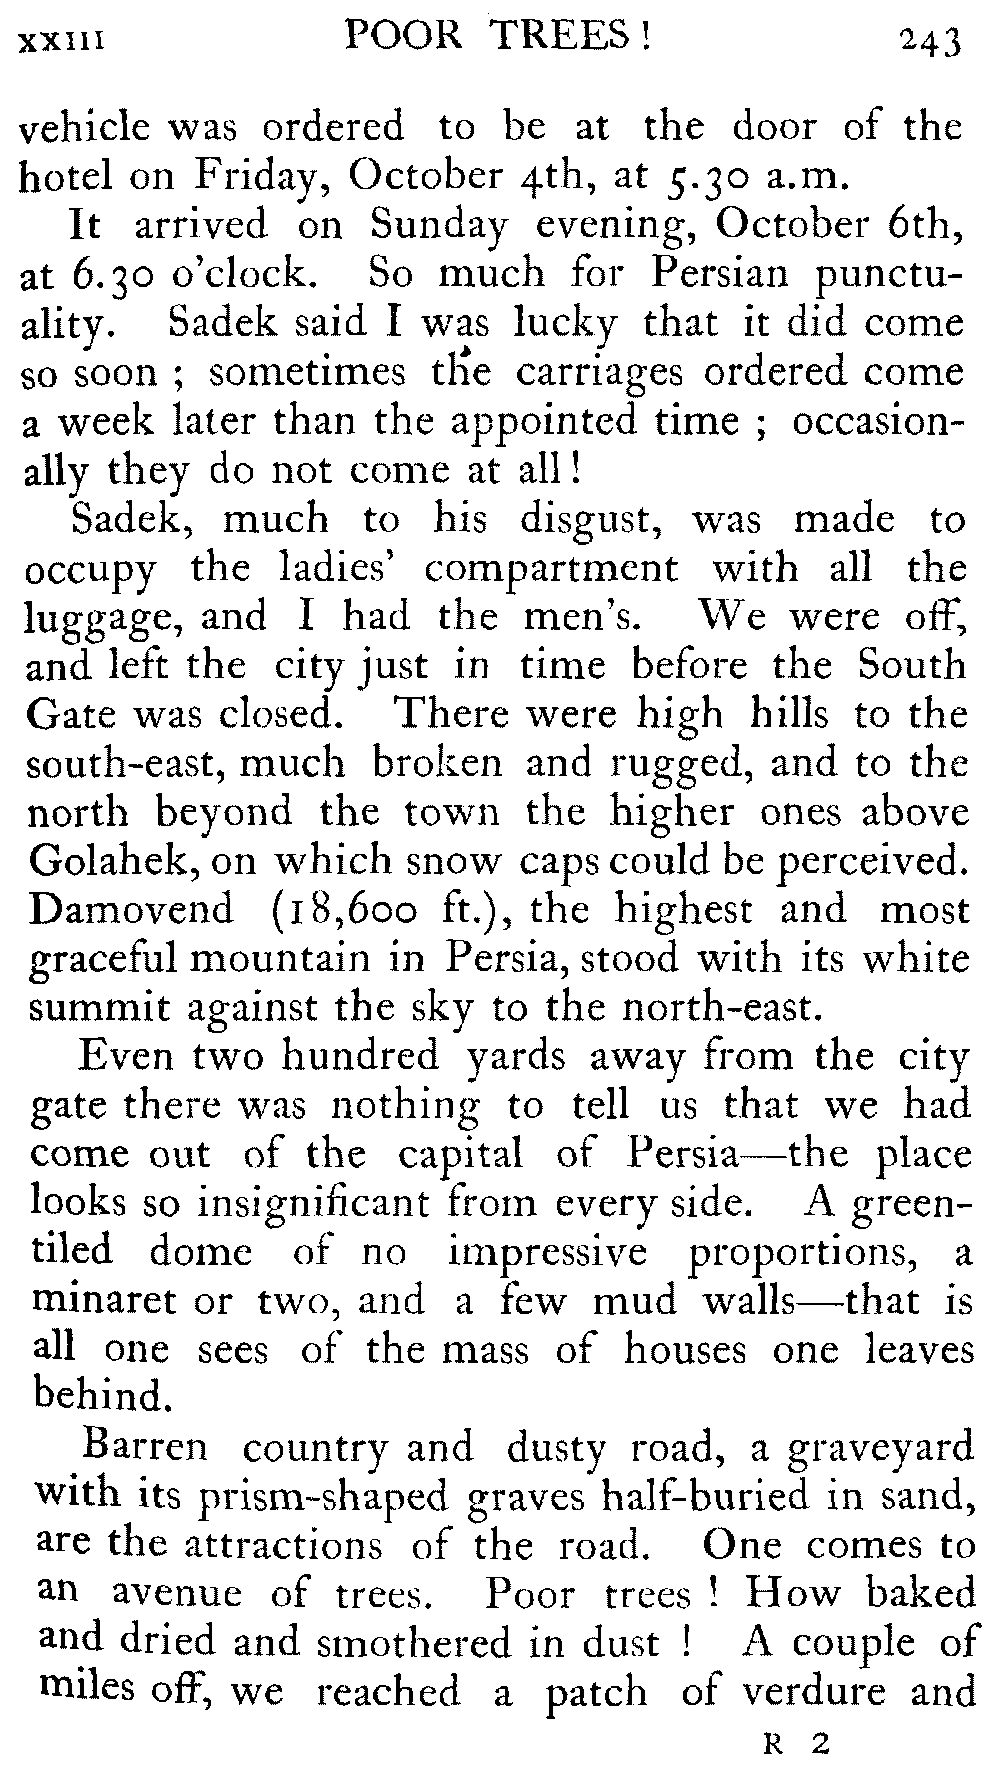 XXIII POOR TREES! 243
vehicle was ordered to be at the door of the
hotel on Friday, October 4th, at 5.30 a.m.
It arrived on Sunday evening, October 6th,
at 6.30 o'clock. So much for Persian punctu-
ality. Sadek said I was lucky that it did come
so soon ; sometimes the carriages ordered come
a week later than the appointed time ; occasion-
ally they do not come at all!
Sadek, much to his disgust, was made to
occupy the ladies' compartment with all the
luggage, and I had the men's. We were off,
and left the city just in time before the South
Gate was closed. There were high hills to the
south-east, much broken and rugged, and to the
north beyond the town the higher ones above
Golahek, on which snow caps could be perceived.
Damovend (18,600 ft.), the highest and most
graceful mountain in Persia, stood with its white
summit against the sky to the north-east.
Even two hundred yards away from the city
gate there was nothing to tell us that we had
come out of the capital of Persia—the place
looks so insignificant from every side. A green-
tiled dome of no impressive proportions, a
minaret or two, and a few mud walls—that is
all one sees of the mass of houses one leaves
behind.
Barren country and dusty road, a graveyard
with its prism-shaped graves half-buried in sand,
are the attractions of the road. One comes to
an avenue of trees. Poor trees ! How baked
and dried and smothered in dust ! A couple of
miles off, we reached a patch of verdure and
R 2